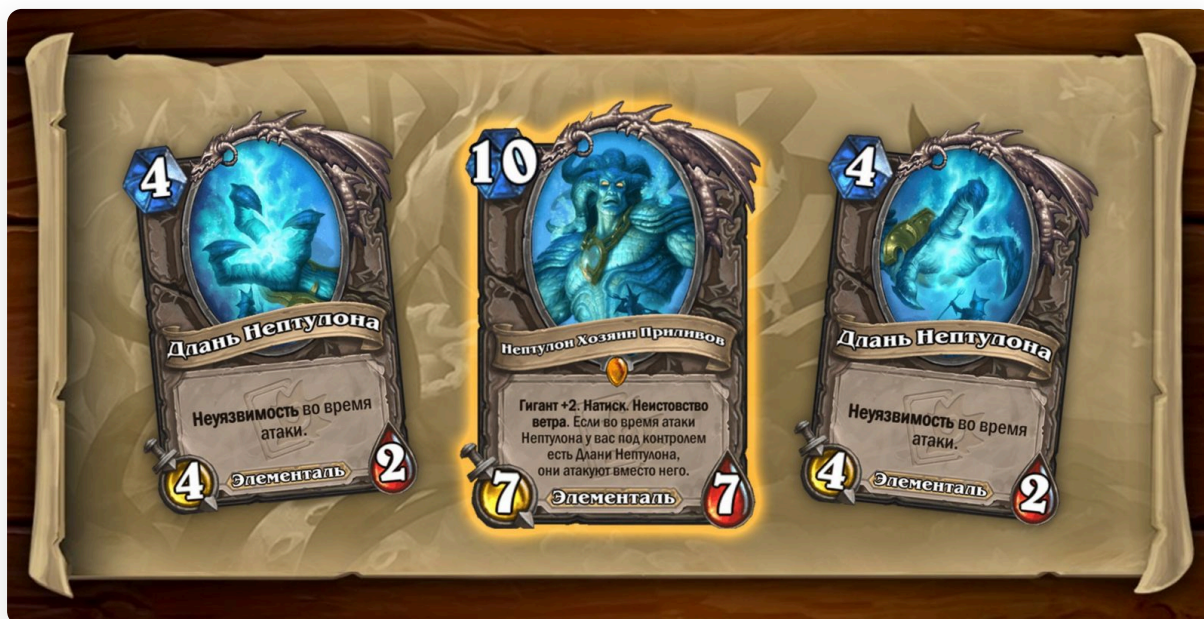 4
Длань Нептулона
Неуязвимость во время
атаки.
4
Элементаль
2
10
Нептулон Хозяин Приливов
Гигант +2. Натиск. Неистовство
ветра. Если во время атаки
Нептулона у вас под контролем
есть Длани Нептулона,
они атакуют вместо него.
7
Элементаль
7
4
Длань Нептулона
Неуязвимость во время
атаки.
4
Элементаль
2